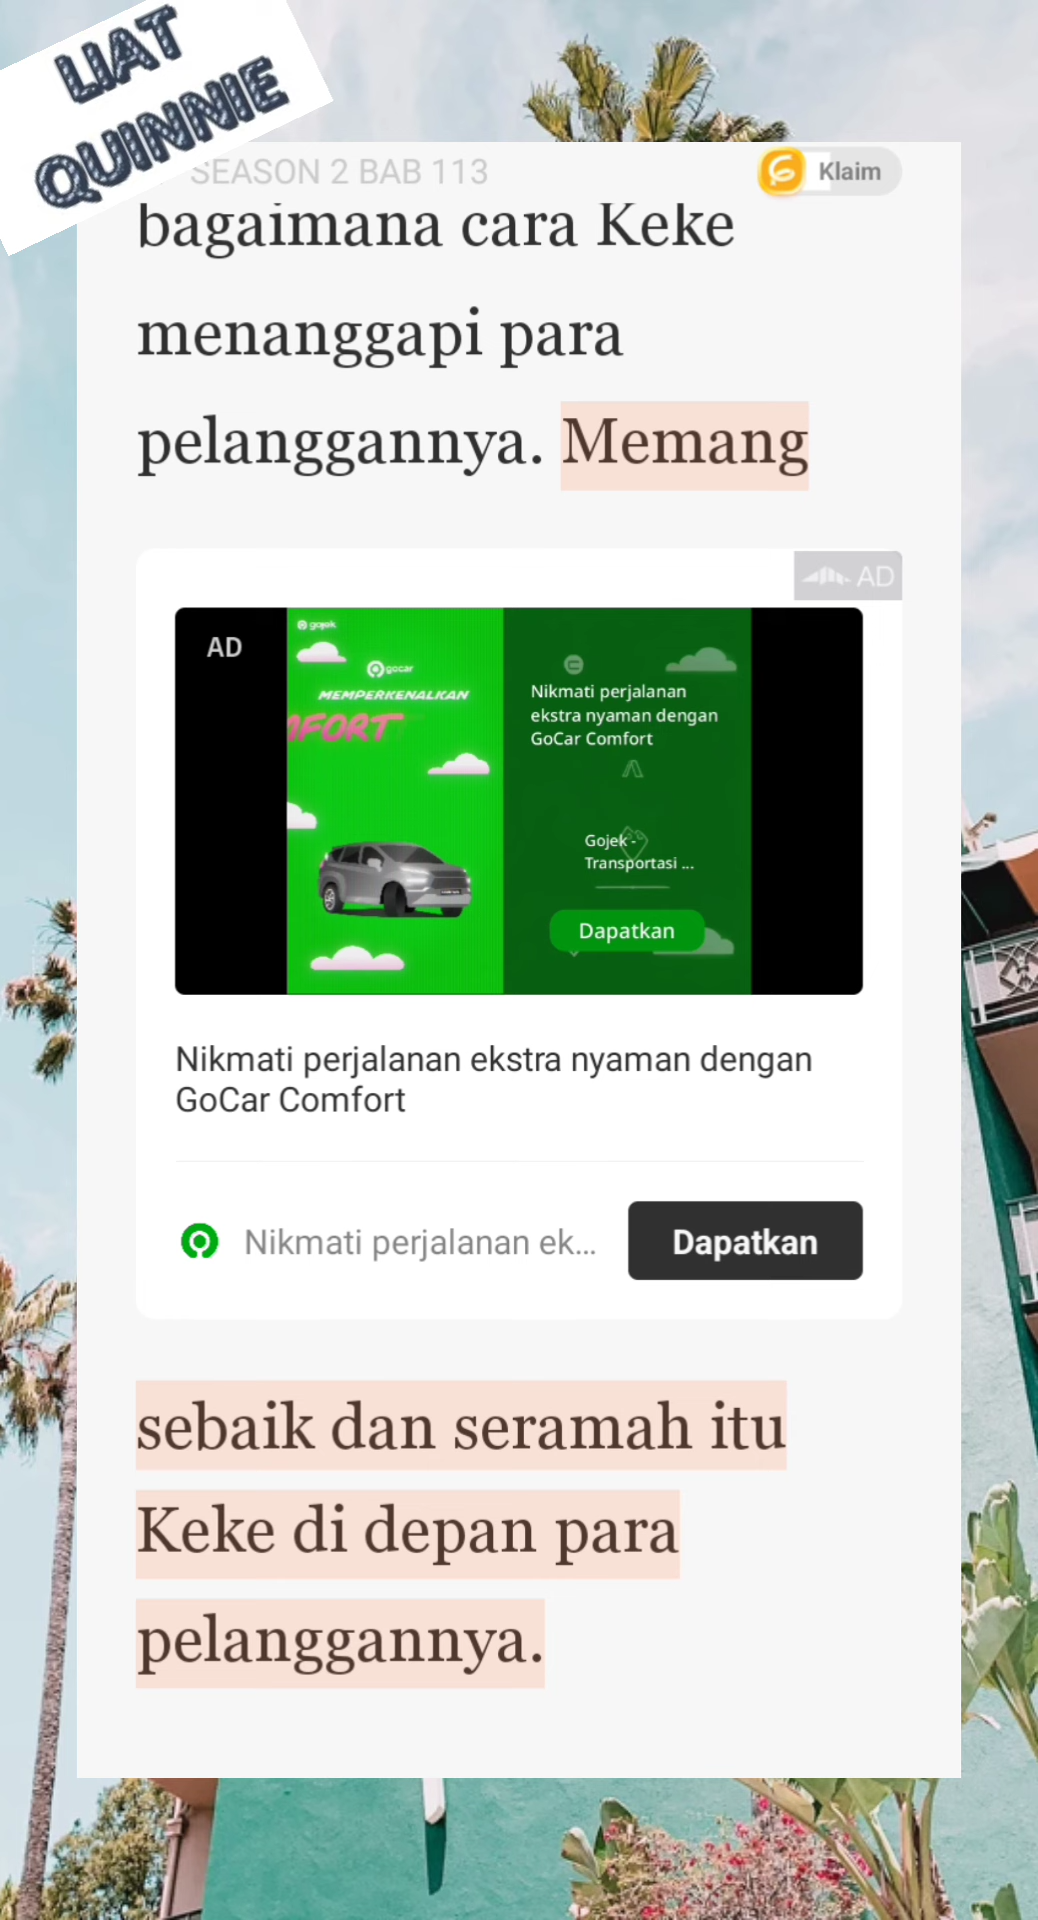 LIAT
QUINNIE
SEASON 2 BAB 113
Klaim
bagaimana cara Keke
menanggapi para
pelanggannya. Memang
AD
AD
gojek
gocar
MEMPERKENALKAN
MFORT
Nikmati perjalanan
ekstra nyaman dengan
GoCar Comfort
Gojek -
Transportasi ...
Dapatkan
Nikmati perjalanan ekstra nyaman dengan
GoCar Comfort
Nikmati perjalanan ek...
Dapatkan
sebaik dan seramah itu
Keke di depan para
pelanggannya.